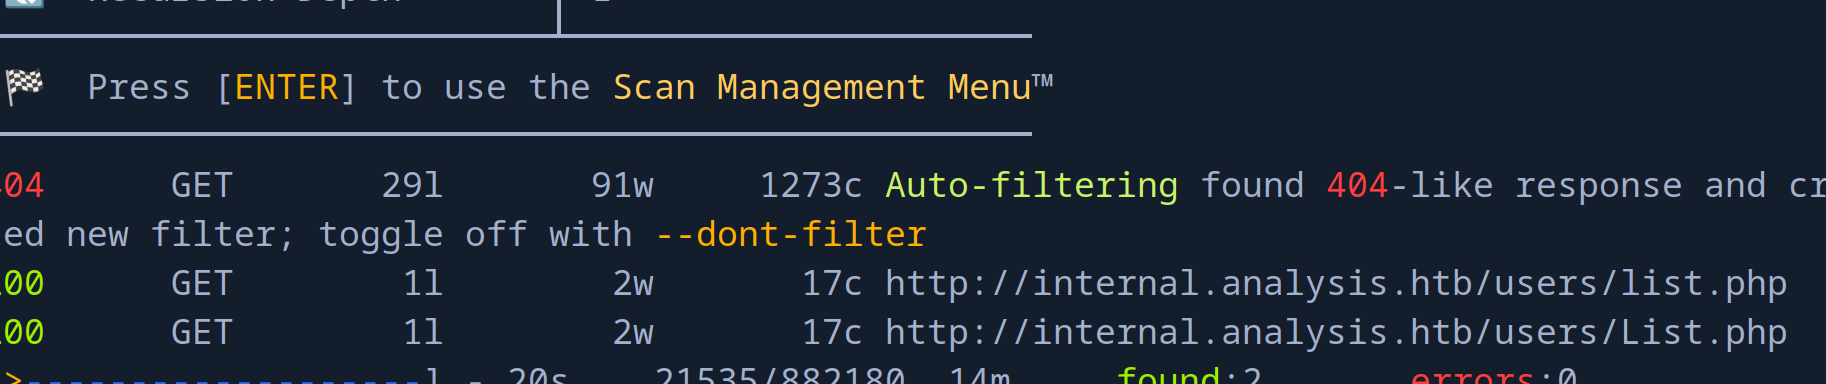 Recursion Depth │ 1
🏁 Press [ENTER] to use the Scan Management Menu™
04 GET 29l 91w 1273c Auto-filtering found 404-like response and cr
ed new filter; toggle off with --dont-filter
00 GET 1l 2w 17c http://internal.analysis.htb/users/list.php
00 GET 1l 2w 17c http://internal.analysis.htb/users/List.php
>-------------------] - 20s 21535/882180 14m found:2 errors:0